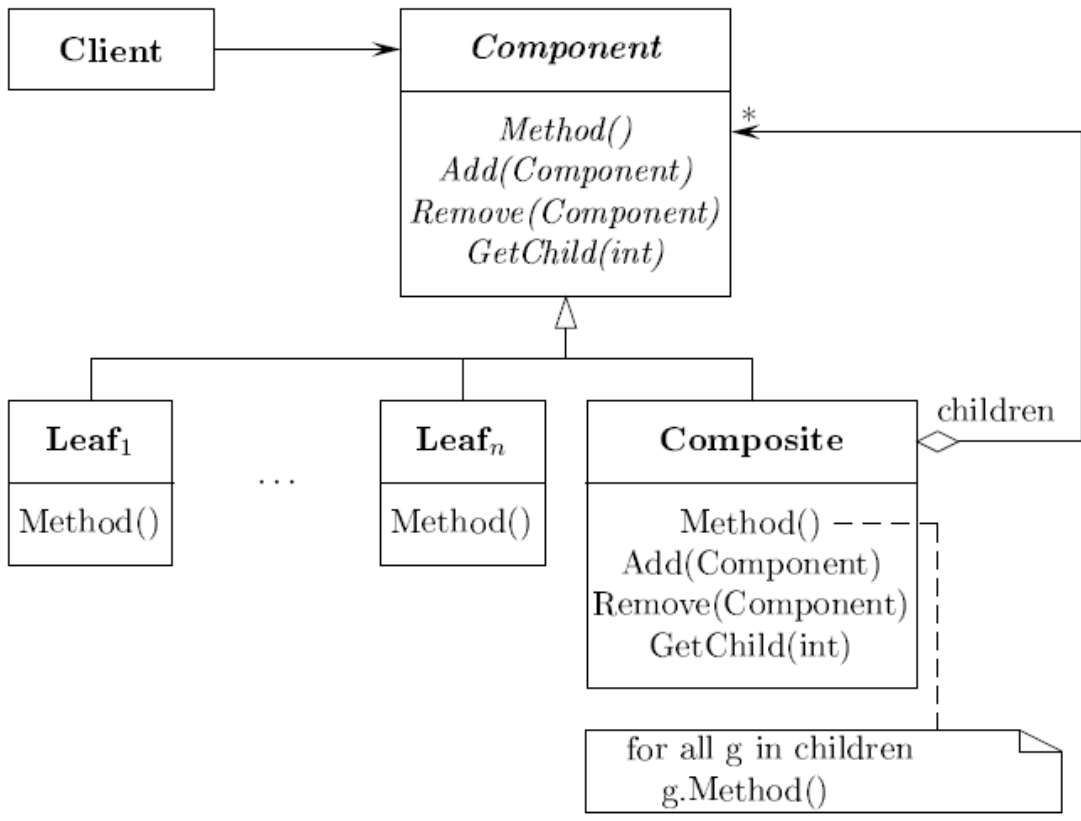 Client
Component
*
Method()
Add(Component)
Remove(Component)
GetChild(int)
children
Leaf₁
...
Leafₙ
Composite
Method()
Method()
Method()
Add(Component)
Remove(Component)
GetChild(int)
for all g in children
g.Method()